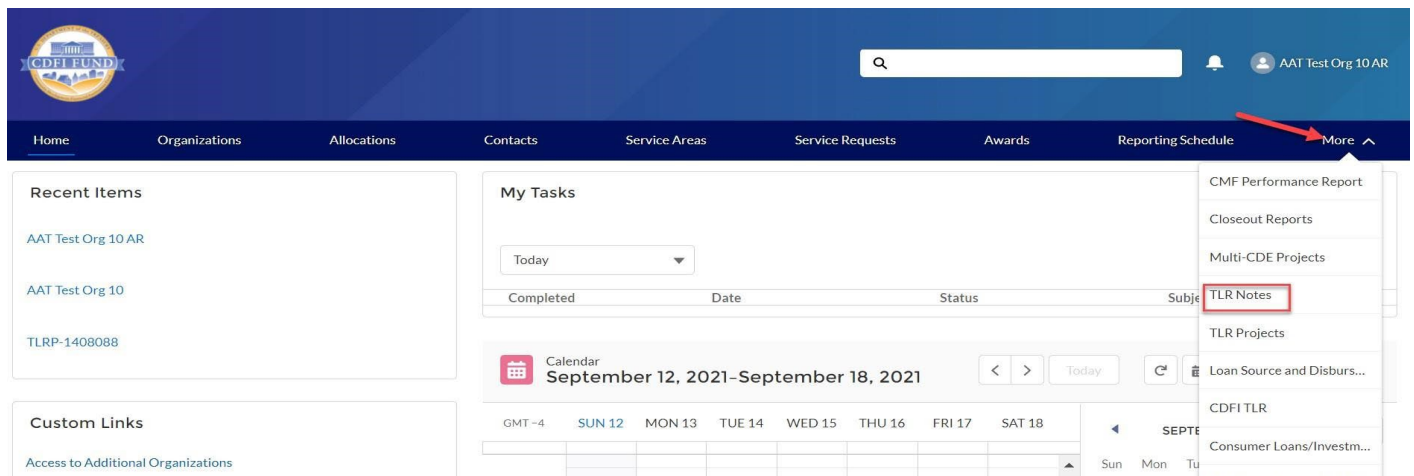 CDFI FUND
AAT Test Org 10 AR
Home Organizations Allocations Contacts Service Areas Service Requests Awards Reporting Schedule More
Recent Items
AAT Test Org 10 AR
AAT Test Org 10
TLRP-1408088
Custom Links
Access to Additional Organizations
My Tasks
Today
Completed Date Status Subje
Calendar
September 12, 2021–September 18, 2021
Today
GMT-4 SUN 12 MON 13 TUE 14 WED 15 THU 16 FRI 17 SAT 18
SEPTE
Sun Mon Tu
CMF Performance Report
Closeout Reports
Multi-CDE Projects
TLR Notes
TLR Projects
Loan Source and Disburs...
CDFI TLR
Consumer Loans/Investm...